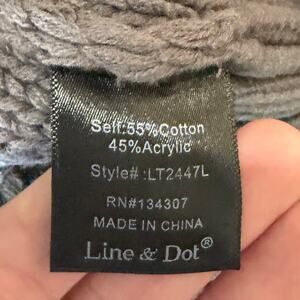 Self:55%Cotton
45%Acrylic
Style# :LT2447L
RN#134307
MADE IN CHINA
Line & Dot®